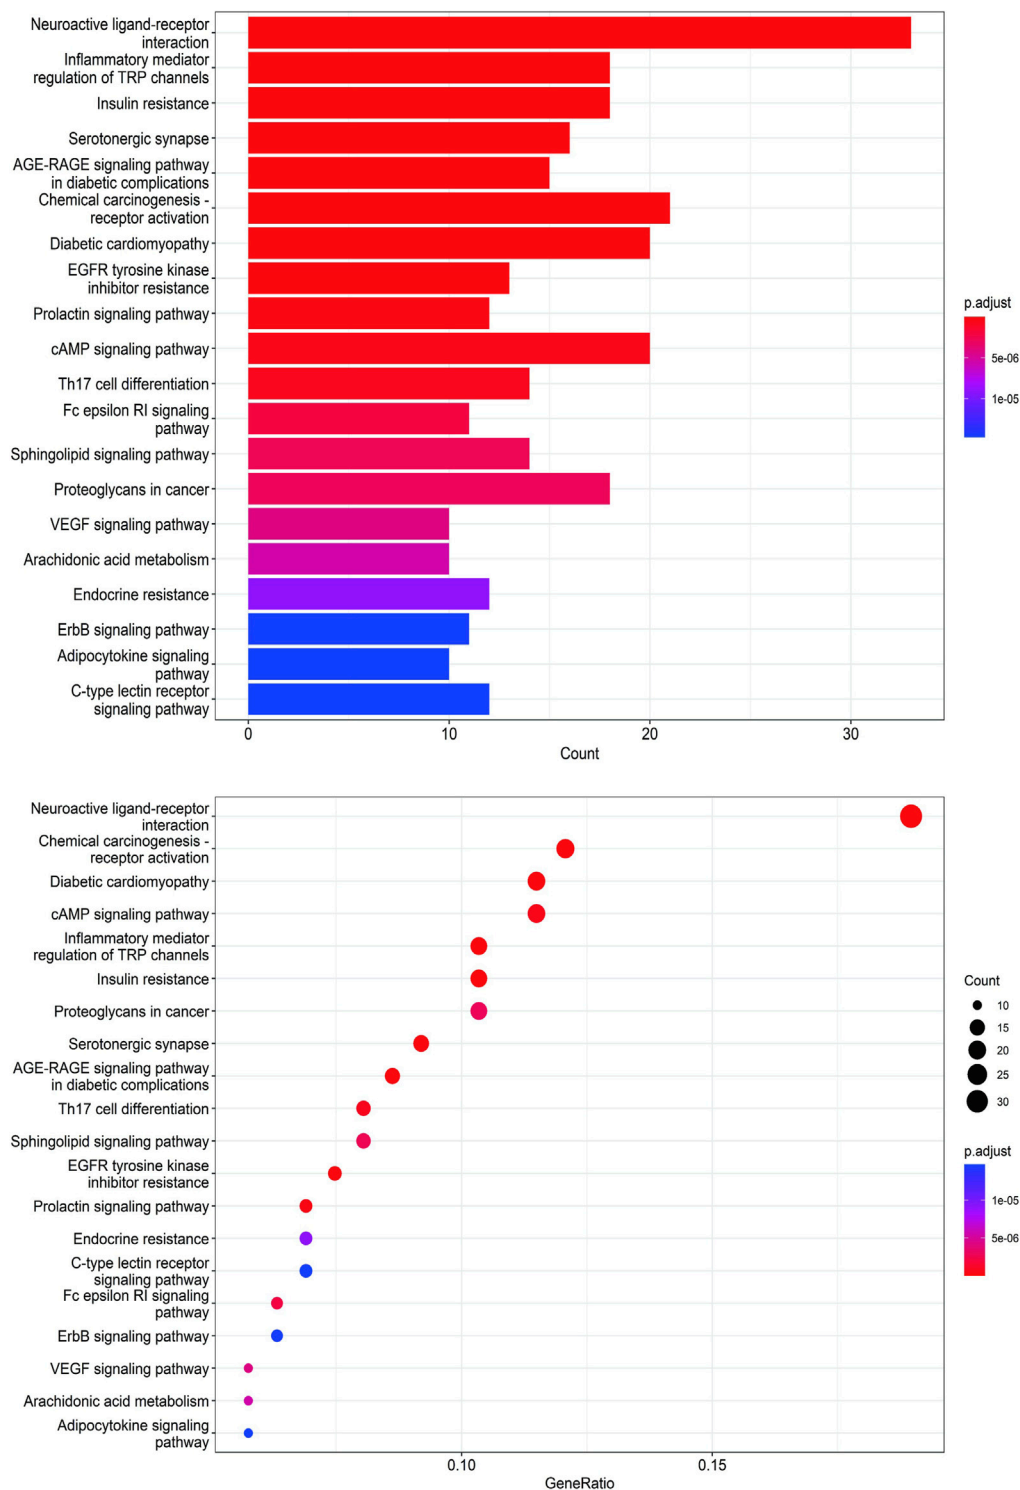 Neuroactive ligand-receptor
interaction
Inflammatory mediator
regulation of TRP channels
Insulin resistance
Serotonergic synapse
AGE-RAGE signaling pathway
in diabetic complications
Chemical carcinogenesis -
receptor activation
Diabetic cardiomyopathy
EGFR tyrosine kinase
inhibitor resistance
Prolactin signaling pathway
cAMP signaling pathway
Th17 cell differentiation
Fc epsilon RI signaling
pathway
Sphingolipid signaling pathway
Proteoglycans in cancer
VEGF signaling pathway
Arachidonic acid metabolism
Endocrine resistance
ErbB signaling pathway
Adipocytokine signaling
pathway
C-type lectin receptor
signaling pathway
0 10 20 30
Count
p.adjust
5e-06
1e-05
Neuroactive ligand-receptor
interaction
Chemical carcinogenesis -
receptor activation
Diabetic cardiomyopathy
cAMP signaling pathway
Inflammatory mediator
regulation of TRP channels
Insulin resistance
Proteoglycans in cancer
Serotonergic synapse
AGE-RAGE signaling pathway
in diabetic complications
Th17 cell differentiation
Sphingolipid signaling pathway
EGFR tyrosine kinase
inhibitor resistance
Prolactin signaling pathway
Endocrine resistance
C-type lectin receptor
signaling pathway
Fc epsilon RI signaling
pathway
ErbB signaling pathway
VEGF signaling pathway
Arachidonic acid metabolism
Adipocytokine signaling
pathway
0.10 0.15
GeneRatio
Count
10
15
20
25
30
p.adjust
1e-05
5e-06